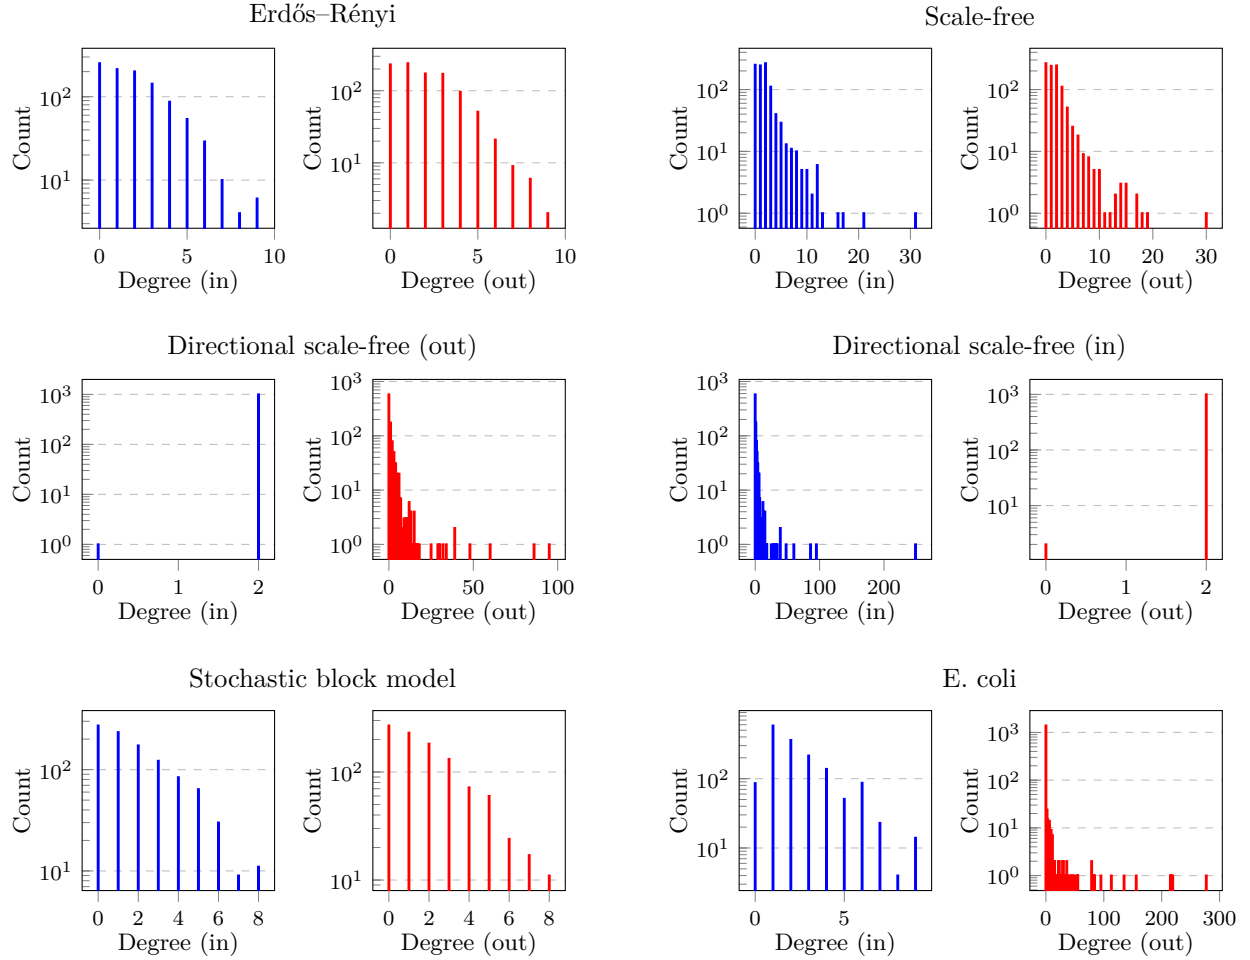 Erdős–Rényi
Count
10^2
10^1
0 5 10
Degree (in)
Count
10^2
10^1
0 5 10
Degree (out)
Scale-free
Count
10^2
10^1
10^0
0 10 20 30
Degree (in)
Count
10^2
10^1
10^0
0 10 20 30
Degree (out)
Directional scale-free (out)
Count
10^3
10^2
10^1
10^0
0 1 2
Degree (in)
Count
10^3
10^2
10^1
10^0
0 50 100
Degree (out)
Directional scale-free (in)
Count
10^3
10^2
10^1
10^0
0 100 200
Degree (in)
Count
10^3
10^2
10^1
0 1 2
Degree (out)
Stochastic block model
Count
10^2
10^1
0 2 4 6 8
Degree (in)
Count
10^2
10^1
0 2 4 6 8
Degree (out)
E. coli
Count
10^2
10^1
0 5
Degree (in)
Count
10^3
10^2
10^1
10^0
0 100 200 300
Degree (out)